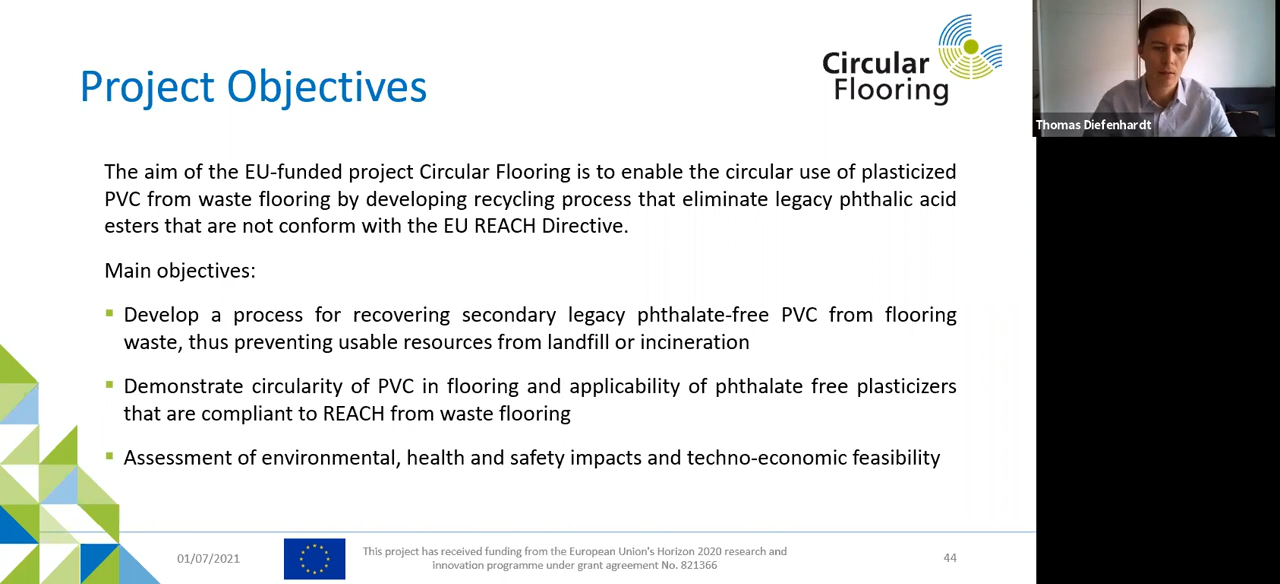 Project Objectives
Circular
Flooring
Thomas Diefenhardt
The aim of the EU-funded project Circular Flooring is to enable the circular use of plasticized
PVC from waste flooring by developing recycling process that eliminate legacy phthalic acid
esters that are not conform with the EU REACH Directive.
Main objectives:
▪ Develop a process for recovering secondary legacy phthalate-free PVC from flooring
waste, thus preventing usable resources from landfill or incineration
▪ Demonstrate circularity of PVC in flooring and applicability of phthalate free plasticizers
that are compliant to REACH from waste flooring
▪ Assessment of environmental, health and safety impacts and techno-economic feasibility
01/07/2021
This project has received funding from the European Union's Horizon 2020 research and
innovation programme under grant agreement No. 821366
44